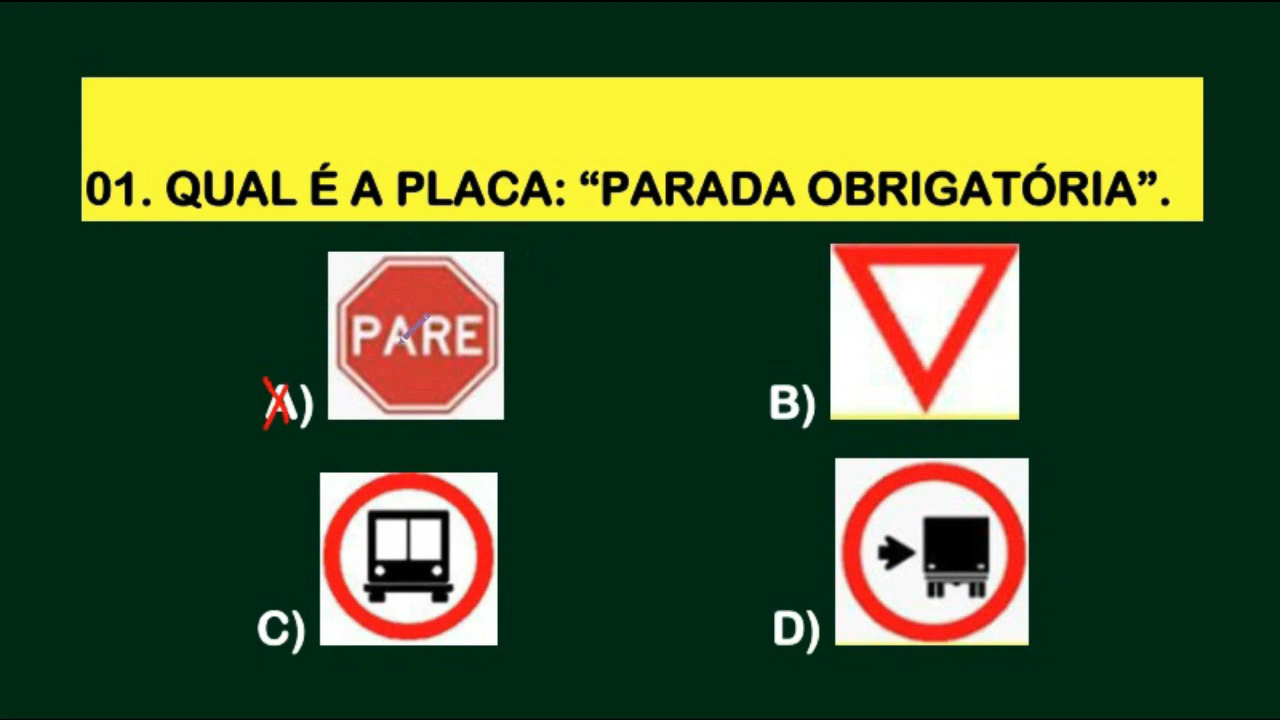 01. QUAL É A PLACA: “PARADA OBRIGATÓRIA”.
PARE
A)
B)
C)
D)